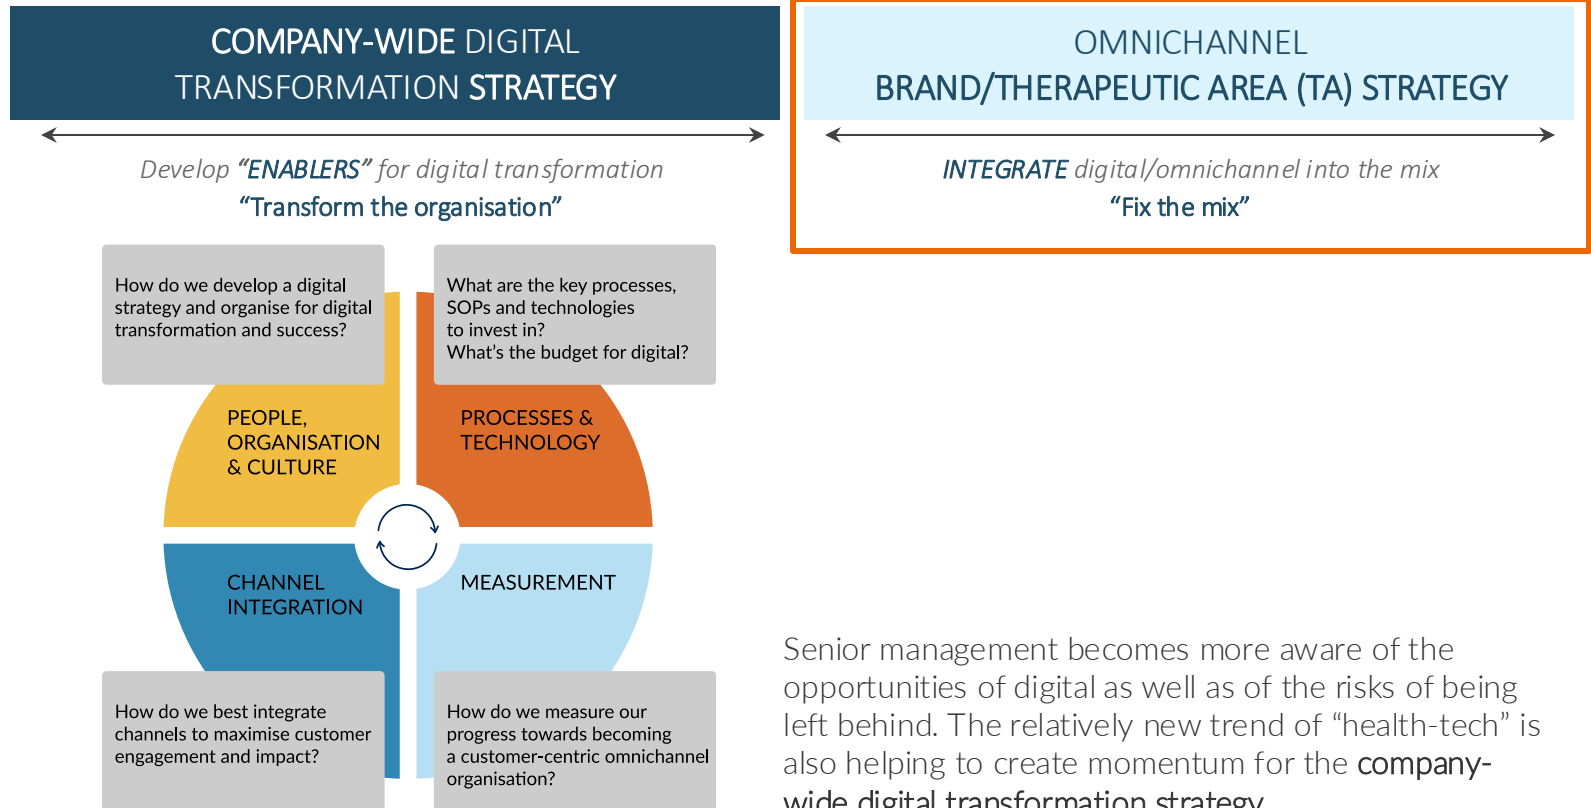 COMPANY-WIDE DIGITAL
TRANSFORMATION STRATEGY
Develop “ENABLERS” for digital transformation
“Transform the organisation”
OMNICHANNEL
BRAND/THERAPEUTIC AREA (TA) STRATEGY
INTEGRATE digital/omnichannel into the mix
“Fix the mix”
How do we develop a digital
strategy and organise for digital
transformation and success?
What are the key processes,
SOPs and technologies
to invest in?
What’s the budget for digital?
PEOPLE,
ORGANISATION
& CULTURE
PROCESSES &
TECHNOLOGY
CHANNEL
INTEGRATION
MEASUREMENT
How do we best integrate
channels to maximise customer
engagement and impact?
How do we measure our
progress towards becoming
a customer-centric omnichannel
organisation?
Senior management becomes more aware of the
opportunities of digital as well as of the risks of being
left behind. The relatively new trend of “health-tech” is
also helping to create momentum for the company-
wide digital transformation strategy